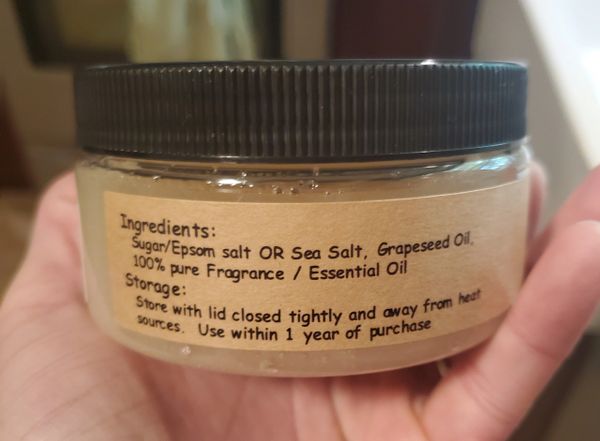 Ingredients:
Sugar/Epsom salt OR Sea Salt, Grapeseed Oil,
100% pure Fragrance / Essential Oil
Storage:
Store with lid closed tightly and away from heat
sources. Use within 1 year of purchase